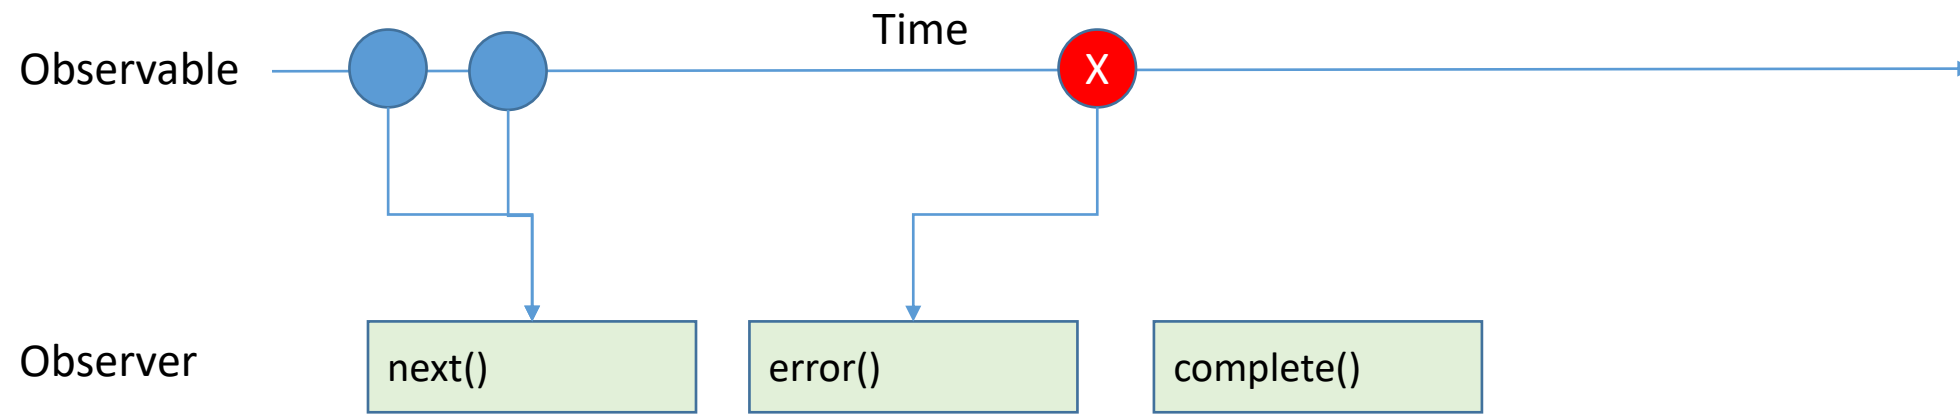 Time
Observable
X
Observer
next()
error()
complete()